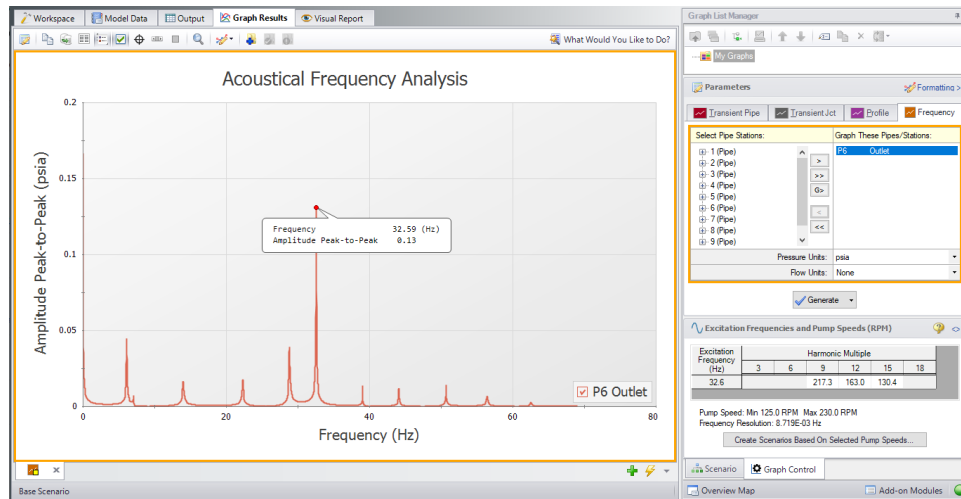 Workspace Model Data Output Graph Results Visual Report
What Would You Like to Do?
Acoustical Frequency Analysis
Amplitude Peak-to-Peak (psia)
0.2
0.15
0.1
0.05
0
Frequency 32.59 (Hz)
Amplitude Peak-to-Peak 0.13
P6 Outlet
0 20 40 60 80
Frequency (Hz)
Base Scenario
Graph List Manager
My Graphs
Parameters Formatting >
Transient Pipe Transient Jct Profile Frequency
Select Pipe Stations: Graph These Pipes/Stations:
1 (Pipe)
2 (Pipe)
3 (Pipe)
4 (Pipe)
5 (Pipe)
6 (Pipe)
7 (Pipe)
8 (Pipe)
9 (Pipe)
>
>>
G>
<
<<
P6 Outlet
Pressure Units: psia
Flow Units: None
Generate
Excitation Frequencies and Pump Speeds (RPM)
Excitation Frequency (Hz) Harmonic Multiple
3 6 9 12 15 18
32.6 217.3 163.0 130.4
Pump Speed: Min 125.0 RPM Max 230.0 RPM
Frequency Resolution: 8.719E-03 Hz
Create Scenarios Based On Selected Pump Speeds...
Scenario Graph Control
Overview Map Add-on Modules